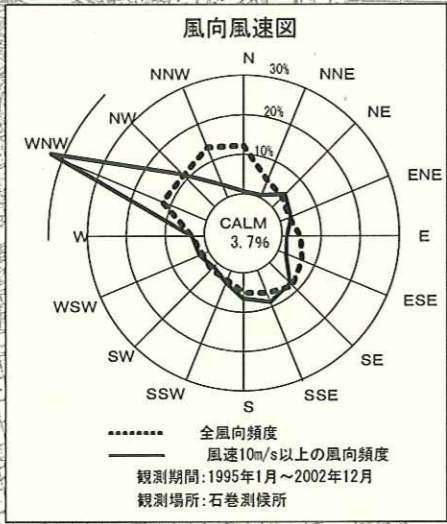 風向風速図
N
30%
NNW
NNE
20%
NW
NE
10%
WNW
ENE
CALM
3.7%
W
E
WSW
ESE
SW
SE
SSW
SSE
S
全風向頻度
風速10m/s以上の風向頻度
観測期間:1995年1月~2002年12月
観測場所:石巻測候所